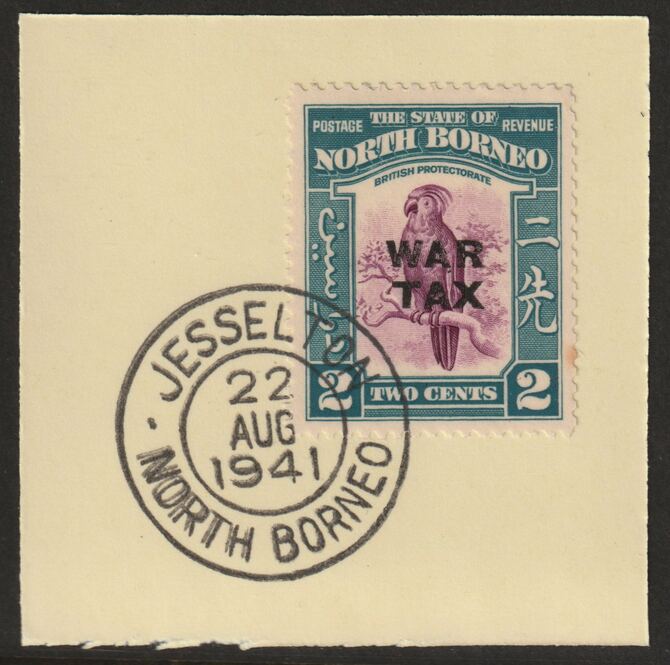 POSTAGE THE STATE OF REVENUE
NORTH BORNEO
BRITISH PROTECTORATE
二先
WAR
TAX
2 TWO CENTS 2
JESSELTON
22
AUG
1941
NORTH BORNEO